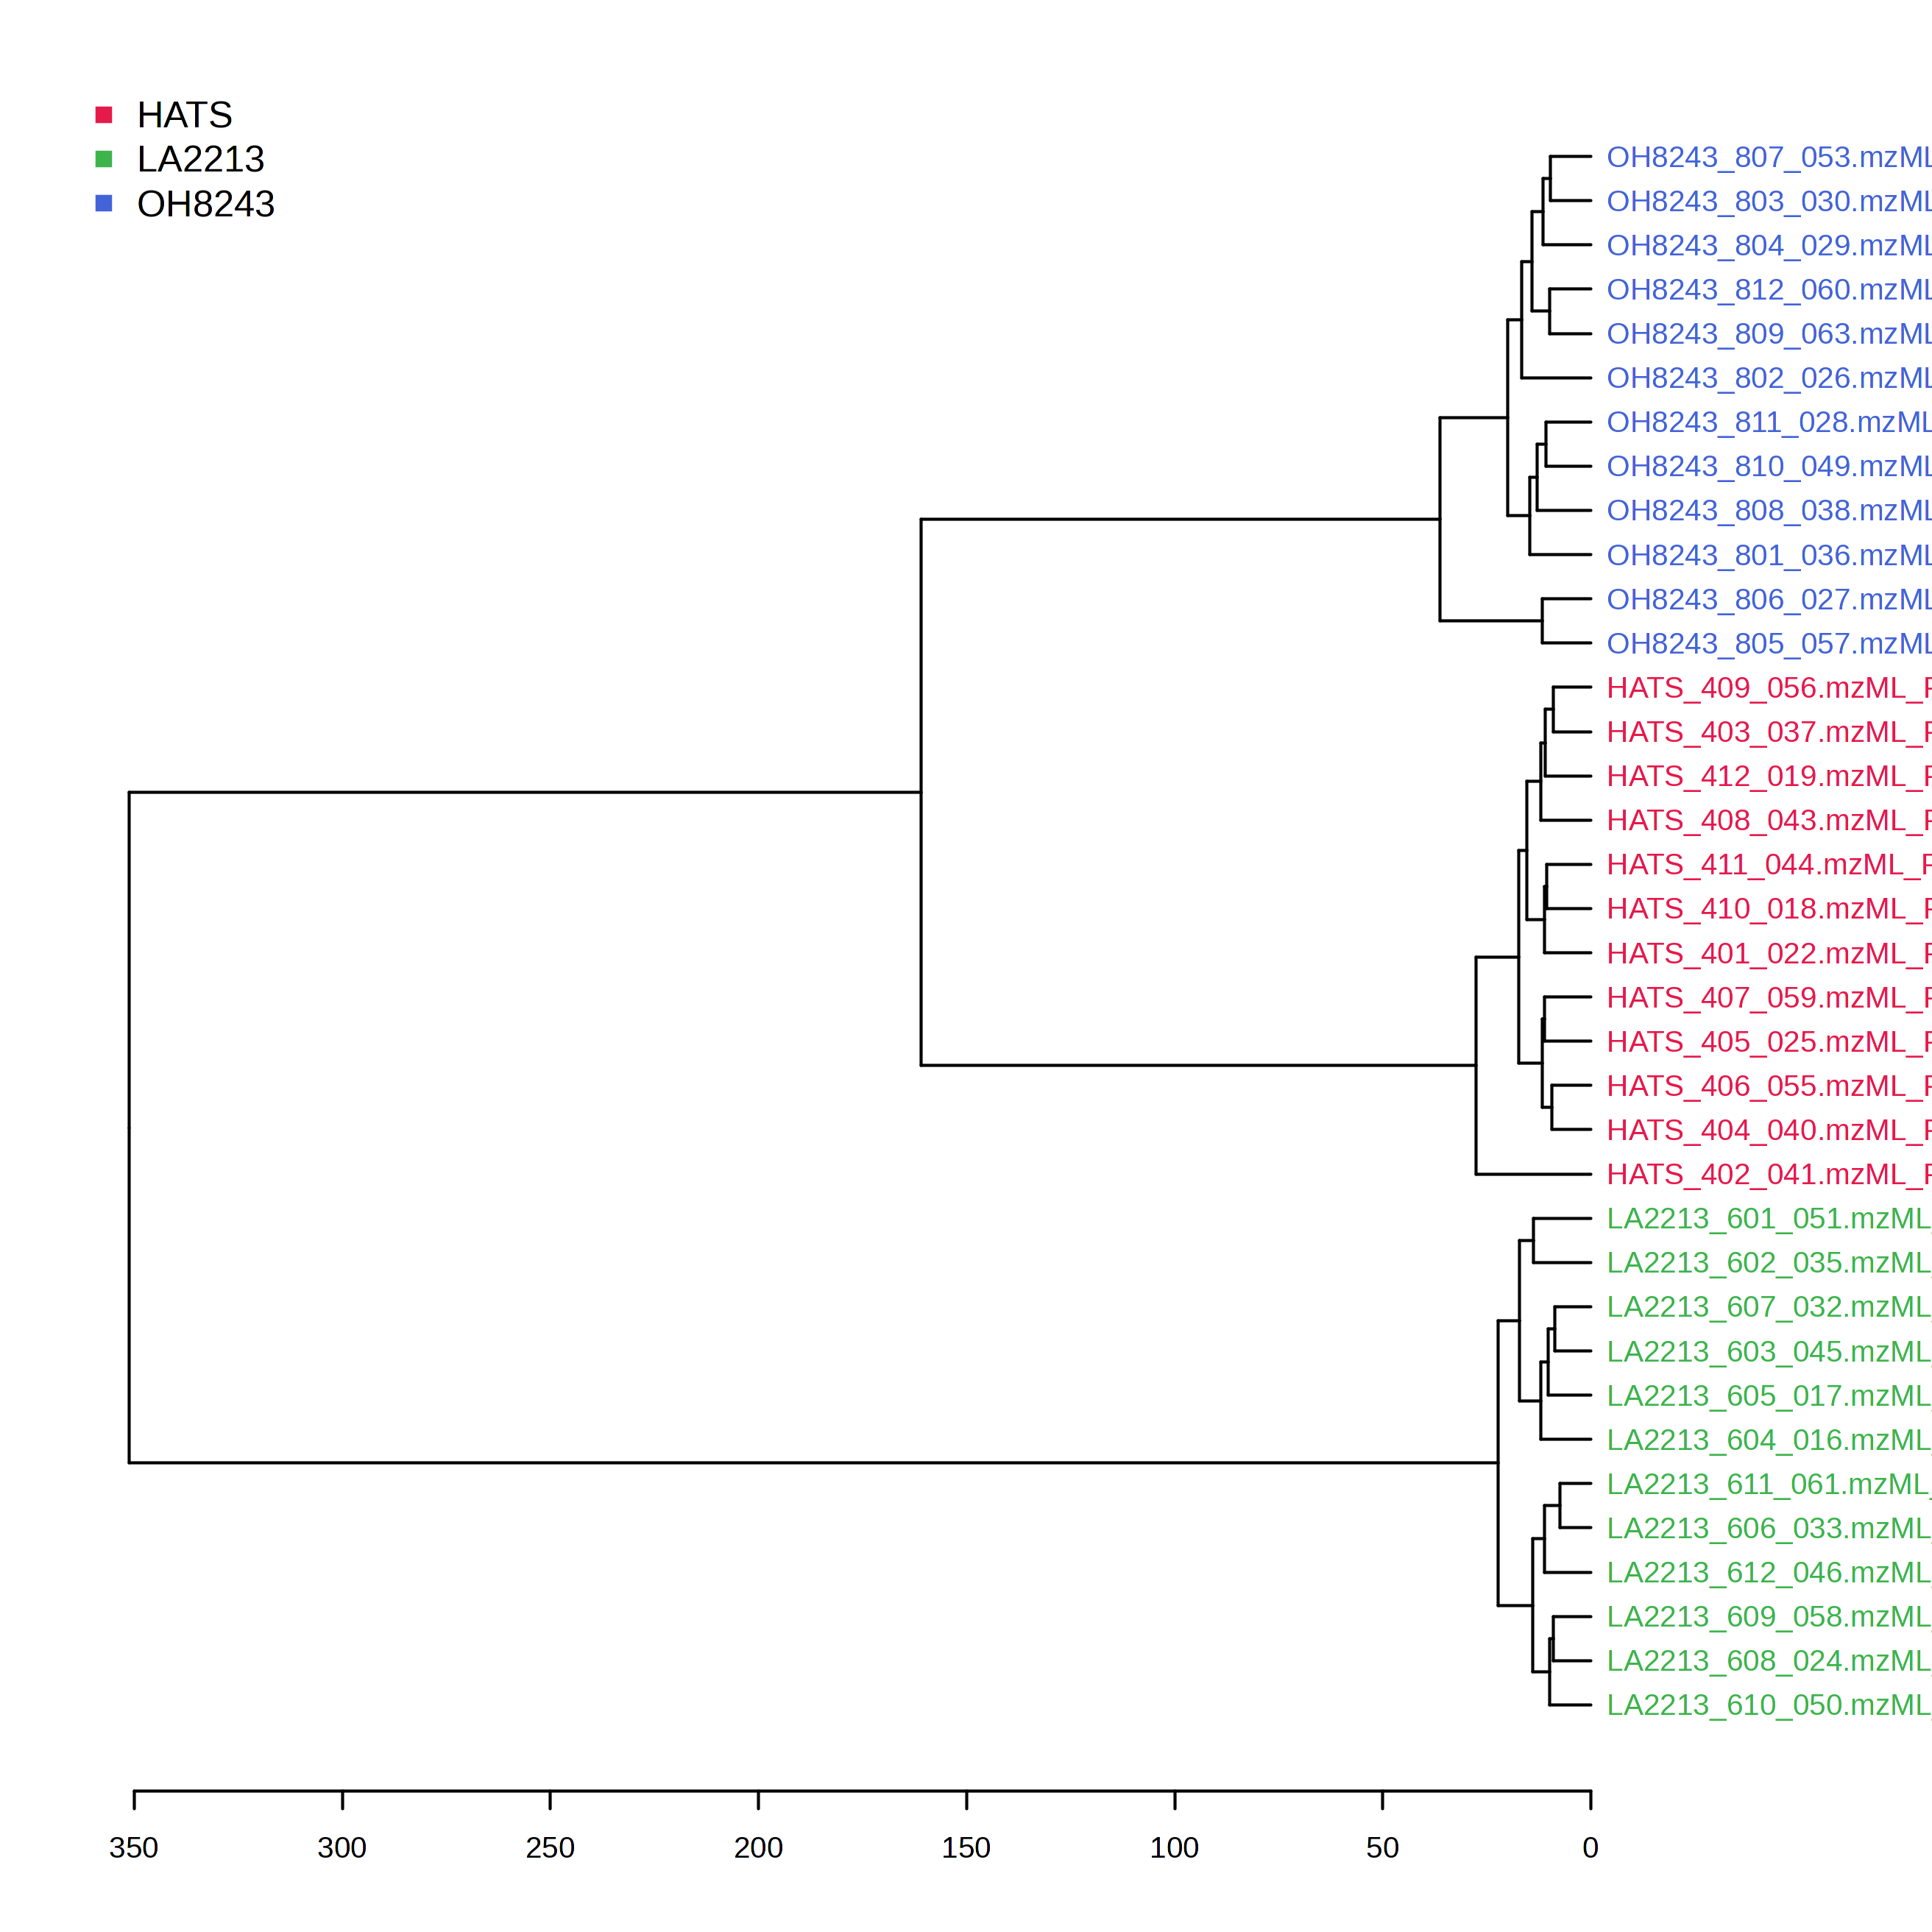 HATS
LA2213
OH8243
OH8243_807_053.mzML
OH8243_803_030.mzML
OH8243_804_029.mzML
OH8243_812_060.mzML
OH8243_809_063.mzML
OH8243_802_026.mzML
OH8243_811_028.mzML
OH8243_810_049.mzML
OH8243_808_038.mzML
OH8243_801_036.mzML
OH8243_806_027.mzML
OH8243_805_057.mzML
HATS_409_056.mzML_
HATS_403_037.mzML_
HATS_412_019.mzML_
HATS_408_043.mzML_
HATS_411_044.mzML_
HATS_410_018.mzML_
HATS_401_022.mzML_
HATS_407_059.mzML_
HATS_405_025.mzML_
HATS_406_055.mzML_
HATS_404_040.mzML_
HATS_402_041.mzML_
LA2213_601_051.mzML
LA2213_602_035.mzML
LA2213_607_032.mzML
LA2213_603_045.mzML
LA2213_605_017.mzML
LA2213_604_016.mzML
LA2213_611_061.mzML
LA2213_606_033.mzML
LA2213_612_046.mzML
LA2213_609_058.mzML
LA2213_608_024.mzML
LA2213_610_050.mzML
350 300 250 200 150 100 50 0